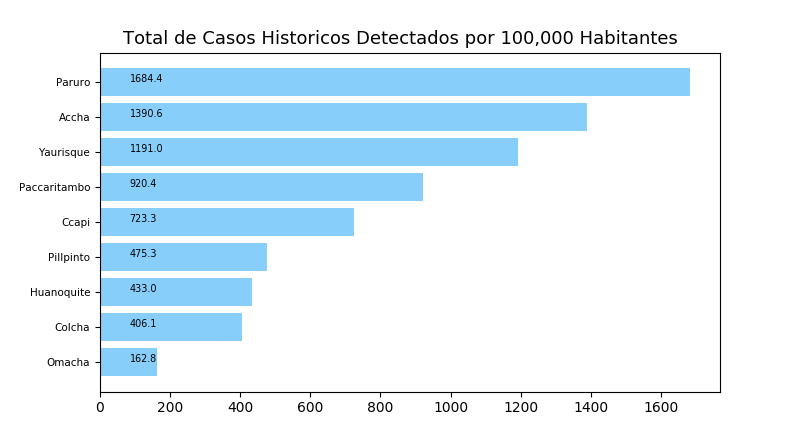 Total de Casos Historicos Detectados por 100,000 Habitantes
Paruro 1684.4
Accha 1390.6
Yaurisque 1191.0
Paccaritambo 920.4
Ccapi 723.3
Pillpinto 475.3
Huanoquite 433.0
Colcha 406.1
Omacha 162.8
0 200 400 600 800 1000 1200 1400 1600